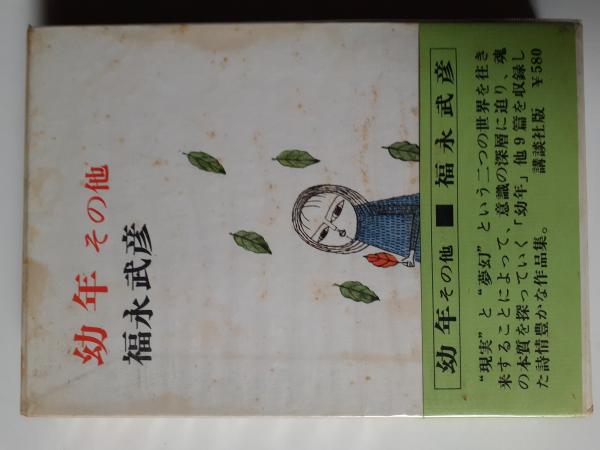 幼年 その他
福永武彦
幼年 その他 ■ 福永武彦
“現実”と“夢幻”という二つの世界を往き
来することによって、意識の深層に迫り、魂
の本質を探っていく「幼年」他9篇を収録し
た詩情豊かな作品集。 講談社版 ￥580